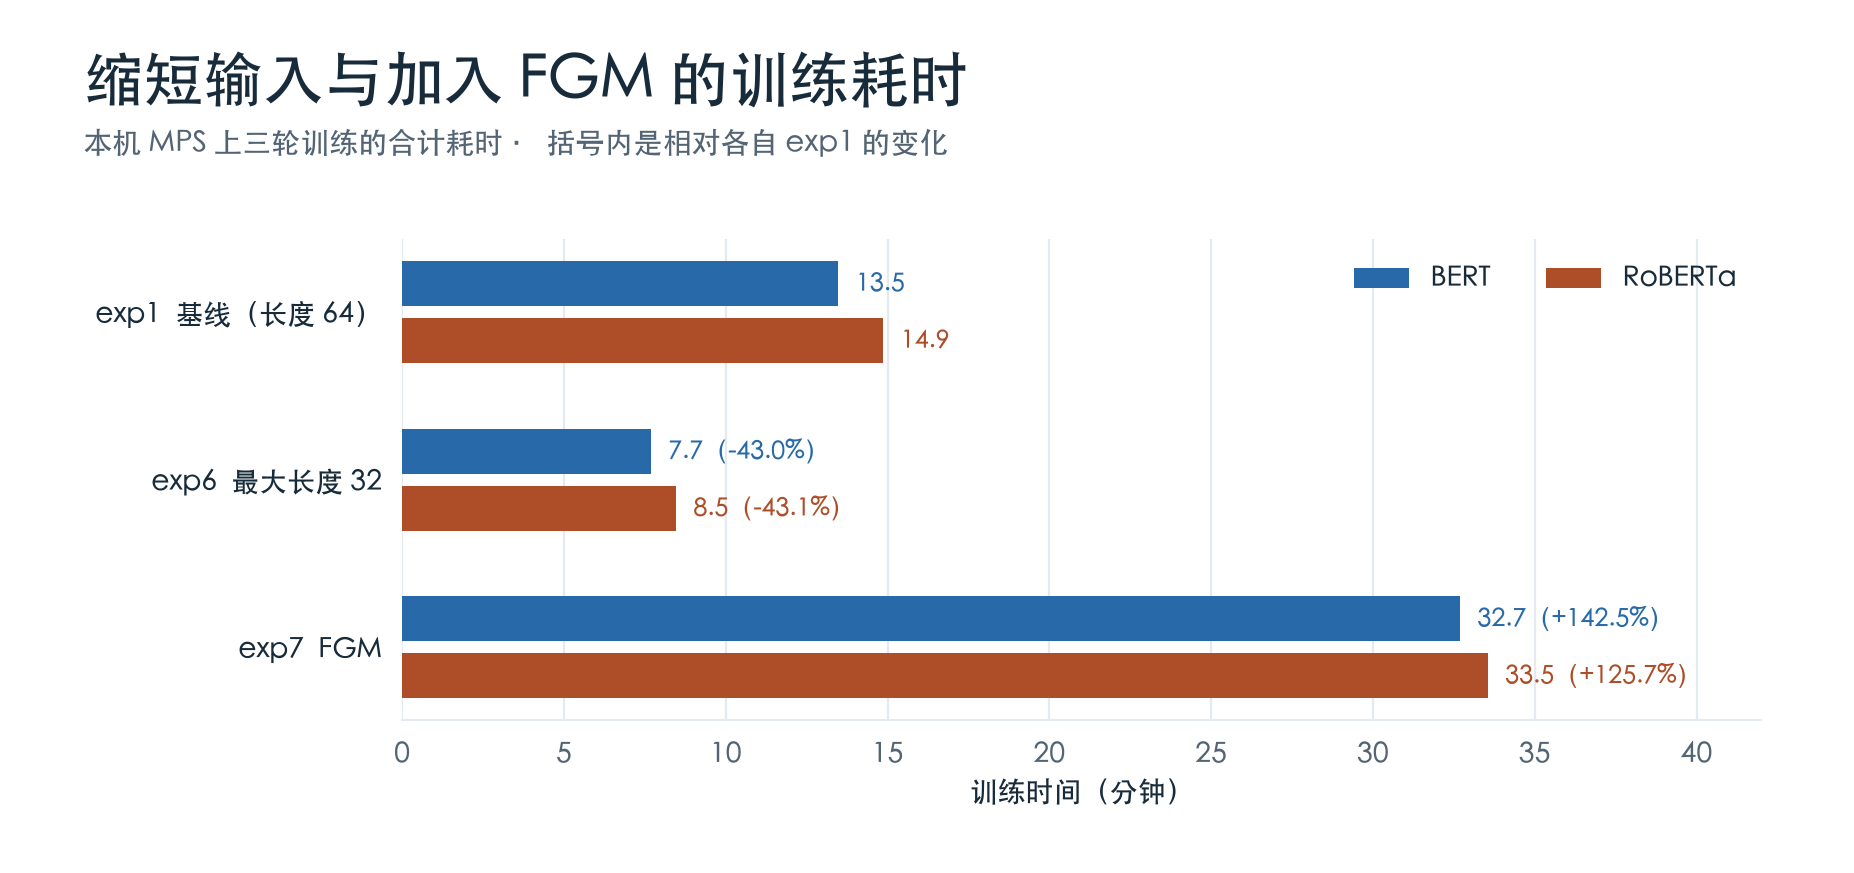 缩短输入与加入 FGM 的训练耗时
本机 MPS 上三轮训练的合计耗时 · 括号内是相对各自 exp1 的变化
BERT
RoBERTa
exp1 基线（长度 64）
13.5
14.9
exp6 最大长度 32
7.7 (-43.0%)
8.5 (-43.1%)
exp7 FGM
32.7 (+142.5%)
33.5 (+125.7%)
0 5 10 15 20 25 30 35 40
训练时间（分钟）